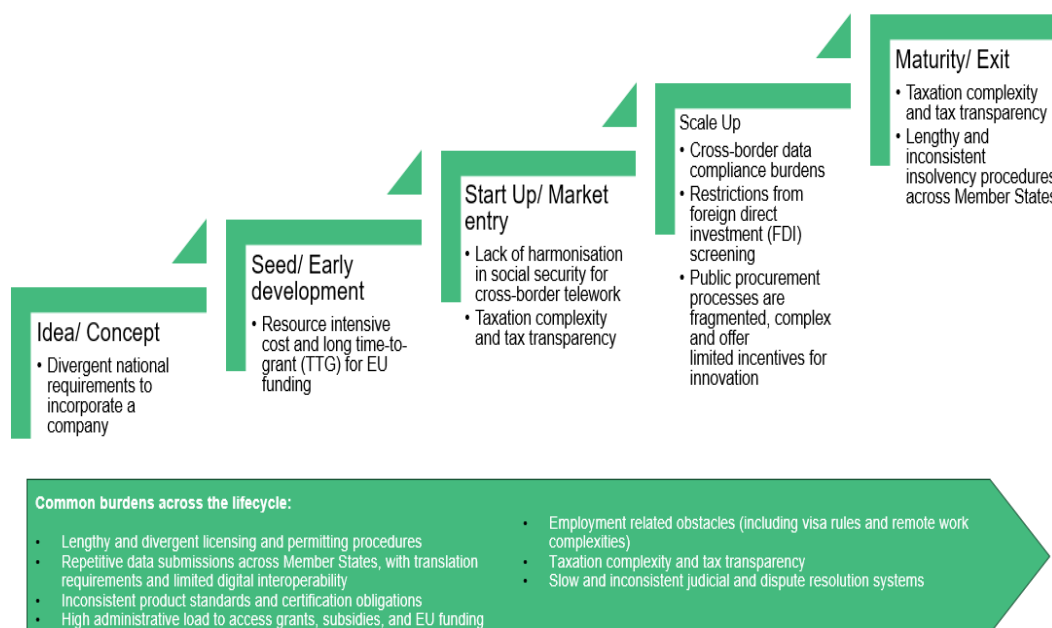 Idea/ Concept
• Divergent national
requirements to
incorporate a
company
Seed/ Early
development
• Resource intensive
cost and long time-to-
grant (TTG) for EU
funding
Start Up/ Market
entry
• Lack of harmonisation
in social security for
cross-border telework
• Taxation complexity
and tax transparency
Scale Up
• Cross-border data
compliance burdens
• Restrictions from
foreign direct
investment (FDI)
screening
• Public procurement
processes are
fragmented, complex
and offer
limited incentives for
innovation
Maturity/ Exit
• Taxation complexity
and tax transparency
• Lengthy and
inconsistent
insolvency procedures
across Member States
Common burdens across the lifecycle:
• Lengthy and divergent licensing and permitting procedures
• Repetitive data submissions across Member States, with translation
requirements and limited digital interoperability
• Inconsistent product standards and certification obligations
• High administrative load to access grants, subsidies, and EU funding
• Employment related obstacles (including visa rules and remote work
complexities)
• Taxation complexity and tax transparency
• Slow and inconsistent judicial and dispute resolution systems